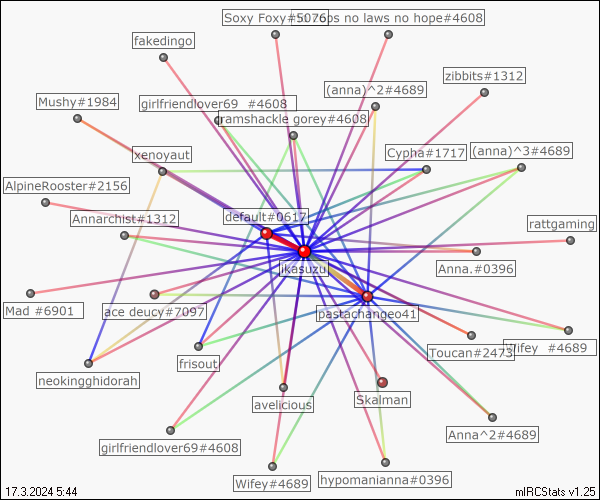 Soxy Foxy#5076
no cops no laws no hope#4608
fakedingo
zibbits#1312
(anna)^2#4689
Mushy#1984
girlfriendlover69 #4608
ramshackle gorey#4608
xenoyaut
Cypha#1717
(anna)^3#4689
AlpineRooster#2156
Annarchist#1312
default#0617
rattgaming
ikasuzu
Anna.#0396
Mad #6901
ace deucy#7097
pastachangeo41
Toucan#2473
Wifey #4689
neokingghidorah
frisout
avelicious
Skalman
Anna^2#4689
girlfriendlover69#4608
Wifey#4689
hypomanianna#0396
17.3.2024 5:44
mIRCStats v1.25